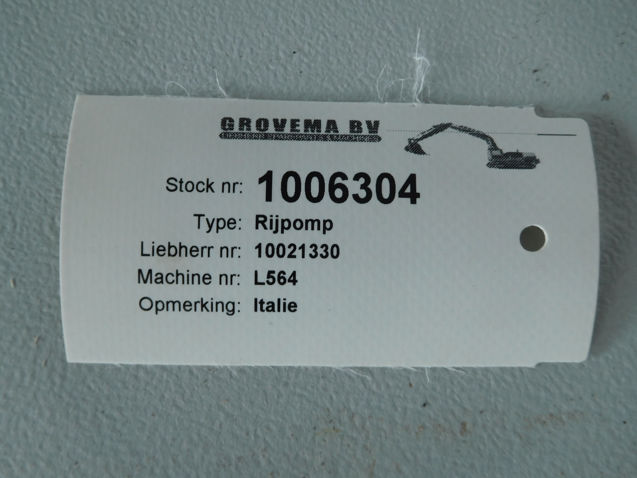 GROVEMA BV
Stock nr: 1006304
Type: Rijpomp
Liebherr nr: 10021330
Machine nr: L564
Opmerking: Italie